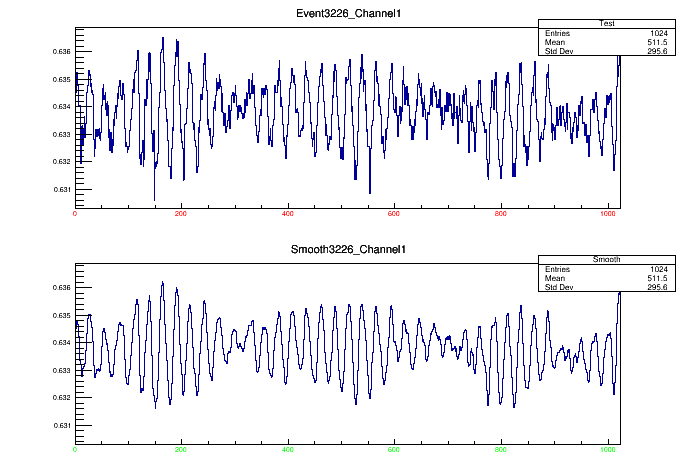 Event3226_Channel1
Test
Entries 1024
Mean 511.5
Std Dev 295.6
0.636
0.635
0.634
0.633
0.632
0.631
0 200 400 600 800 1000
Smooth3226_Channel1
Smooth
Entries 1024
Mean 511.5
Std Dev 295.6
0.636
0.635
0.634
0.633
0.632
0.631
0 200 400 600 800 1000